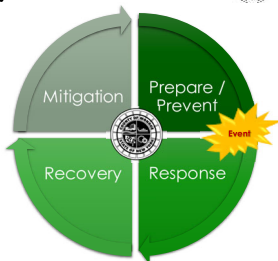 Mitigation
Prepare /
Prevent
Event
Recovery
Response